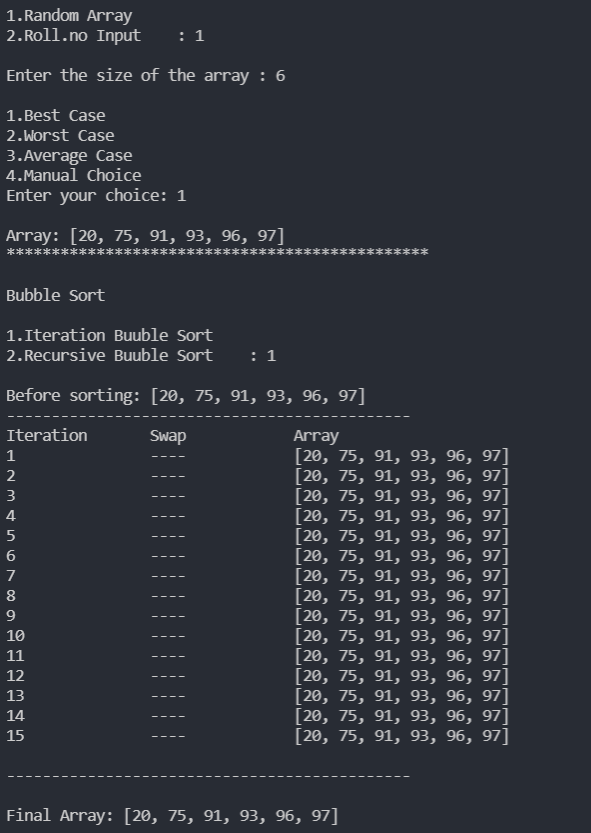 1.Random Array
2.Roll.no Input    : 1
Enter the size of the array : 6
1.Best Case
2.Worst Case
3.Average Case
4.Manual Choice
Enter your choice: 1
Array: [20, 75, 91, 93, 96, 97]
***********************************************
Bubble Sort
1.Iteration Buuble Sort
2.Recursive Buuble Sort    : 1
Before sorting: [20, 75, 91, 93, 96, 97]
---------------------------------------------
Iteration       Swap            Array
1               ----            [20, 75, 91, 93, 96, 97]
2               ----            [20, 75, 91, 93, 96, 97]
3               ----            [20, 75, 91, 93, 96, 97]
4               ----            [20, 75, 91, 93, 96, 97]
5               ----            [20, 75, 91, 93, 96, 97]
6               ----            [20, 75, 91, 93, 96, 97]
7               ----            [20, 75, 91, 93, 96, 97]
8               ----            [20, 75, 91, 93, 96, 97]
9               ----            [20, 75, 91, 93, 96, 97]
10              ----            [20, 75, 91, 93, 96, 97]
11              ----            [20, 75, 91, 93, 96, 97]
12              ----            [20, 75, 91, 93, 96, 97]
13              ----            [20, 75, 91, 93, 96, 97]
14              ----            [20, 75, 91, 93, 96, 97]
15              ----            [20, 75, 91, 93, 96, 97]
---------------------------------------------
Final Array: [20, 75, 91, 93, 96, 97]